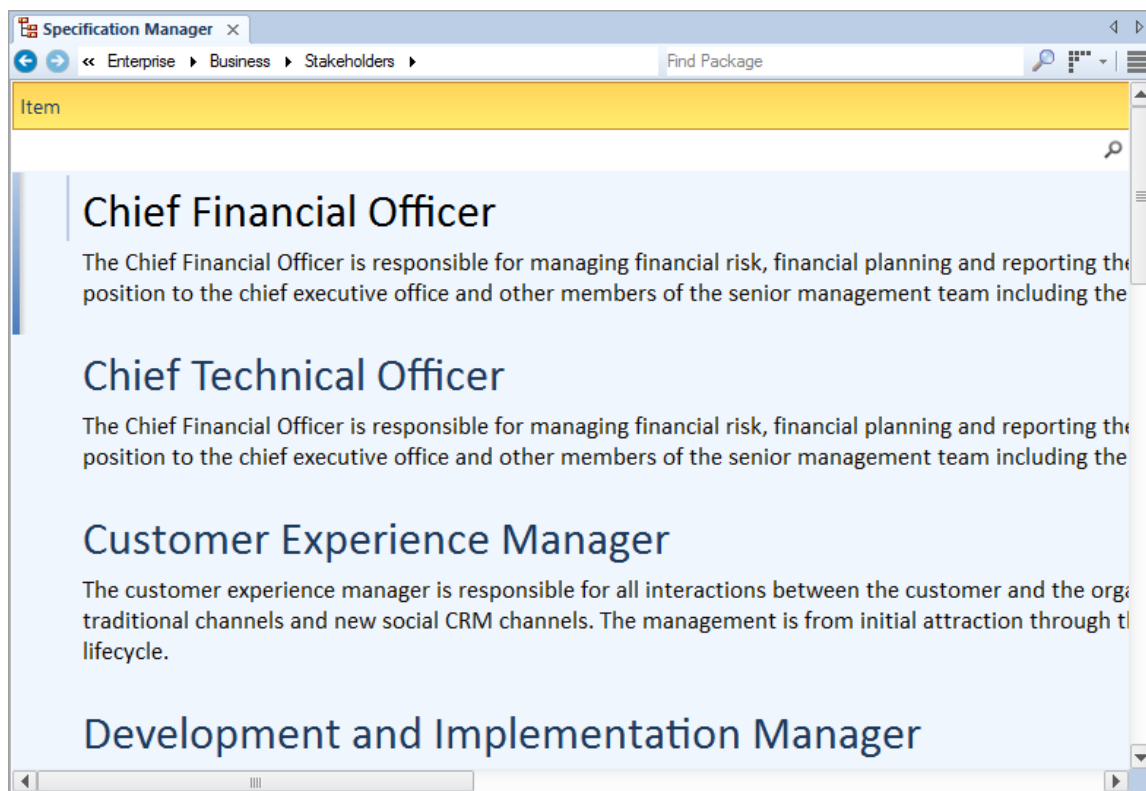 Specification Manager
« Enterprise Business Stakeholders Find Package
Item
Chief Financial Officer
The Chief Financial Officer is responsible for managing financial risk, financial planning and reporting the
position to the chief executive office and other members of the senior management team including the
Chief Technical Officer
The Chief Financial Officer is responsible for managing financial risk, financial planning and reporting the
position to the chief executive office and other members of the senior management team including the
Customer Experience Manager
The customer experience manager is responsible for all interactions between the customer and the
traditional channels and new social CRM channels. The management is from initial attraction through
lifecycle.
Development and Implementation Manager